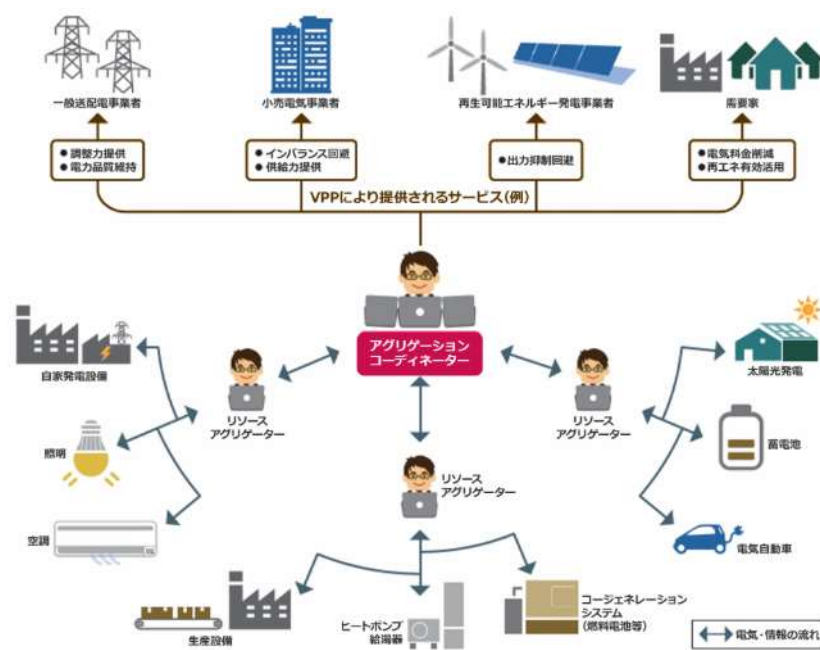 一般送配電事業者
小売電気事業者
再生可能エネルギー発電事業者
需要家
● 調整力提供
● 電力品質維持
● インバランス回避
● 供給力提供
● 出力抑制回避
● 電気料金削減
● 再エネ有効活用
VPPにより提供されるサービス(例)
アグリゲーション
コーディネーター
自家発電設備
リソース
アグリゲーター
リソース
アグリゲーター
太陽光発電
照明
リソース
アグリゲーター
蓄電池
空調
電気自動車
生産設備
ヒートポンプ
給湯器
コージェネレーション
システム
(燃料電池等)
電気・情報の流れ